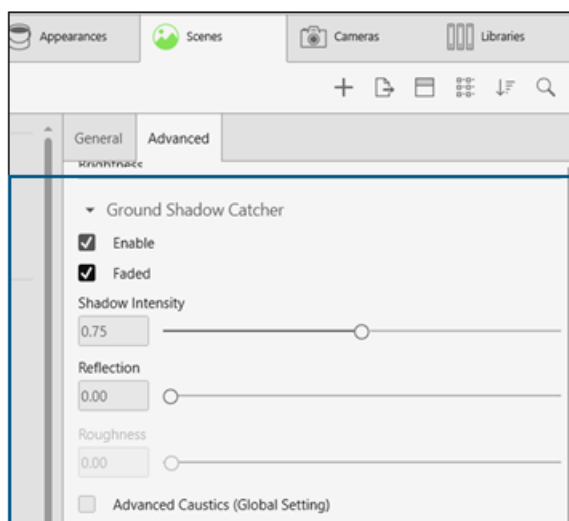 Appearances Scenes Cameras Libraries
General Advanced
Brightness
Ground Shadow Catcher
Enable
Faded
Shadow Intensity
0.75
Reflection
0.00
Roughness
0.00
Advanced Caustics (Global Setting)